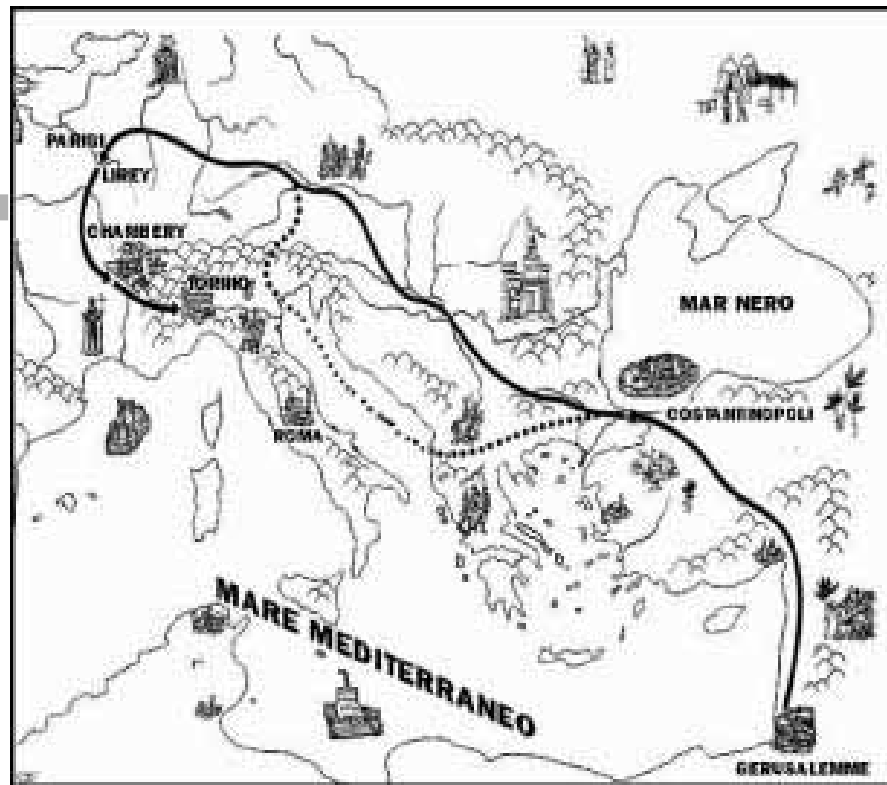 PARIGI
LIREY
CHAMBERY
TORINO
MAR NERO
COSTANTINOPOLI
ROMA
MARE MEDITERRANEO
GERUSALEMME